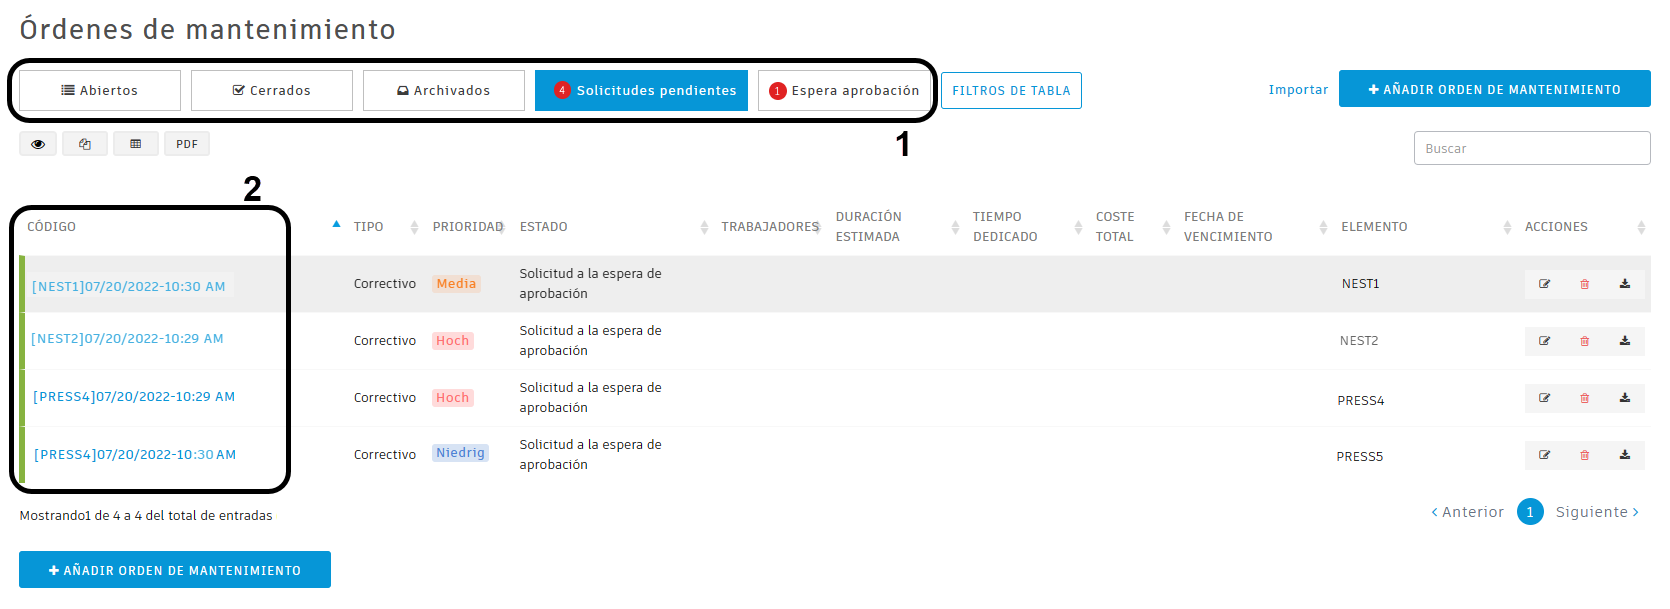 Órdenes de mantenimiento
Abiertos
Cerrados
Archivados
4 Solicitudes pendientes
1 Espera aprobación
FILTROS DE TABLA
Importar
AÑADIR ORDEN DE MANTENIMIENTO
1
PDF
Buscar
2
CÓDIGO
TIPO
PRIORIDAD
ESTADO
TRABAJADORES
DURACIÓN
ESTIMADA
TIEMPO
DEDICADO
COSTE
TOTAL
FECHA DE
VENCIMIENTO
ELEMENTO
ACCIONES
[NEST1]07/20/2022-10:30 AM
Correctivo
Media
Solicitud a la espera de
aprobación
NEST1
[NEST2]07/20/2022-10:29 AM
Correctivo
Hoch
Solicitud a la espera de
aprobación
NEST2
[PRESS4]07/20/2022-10:29 AM
Correctivo
Hoch
Solicitud a la espera de
aprobación
PRESS4
[PRESS4]07/20/2022-10:30 AM
Correctivo
Niedrig
Solicitud a la espera de
aprobación
PRESS5
Mostrando1 de 4 a 4 del total de entradas
Anterior
1
Siguiente
AÑADIR ORDEN DE MANTENIMIENTO